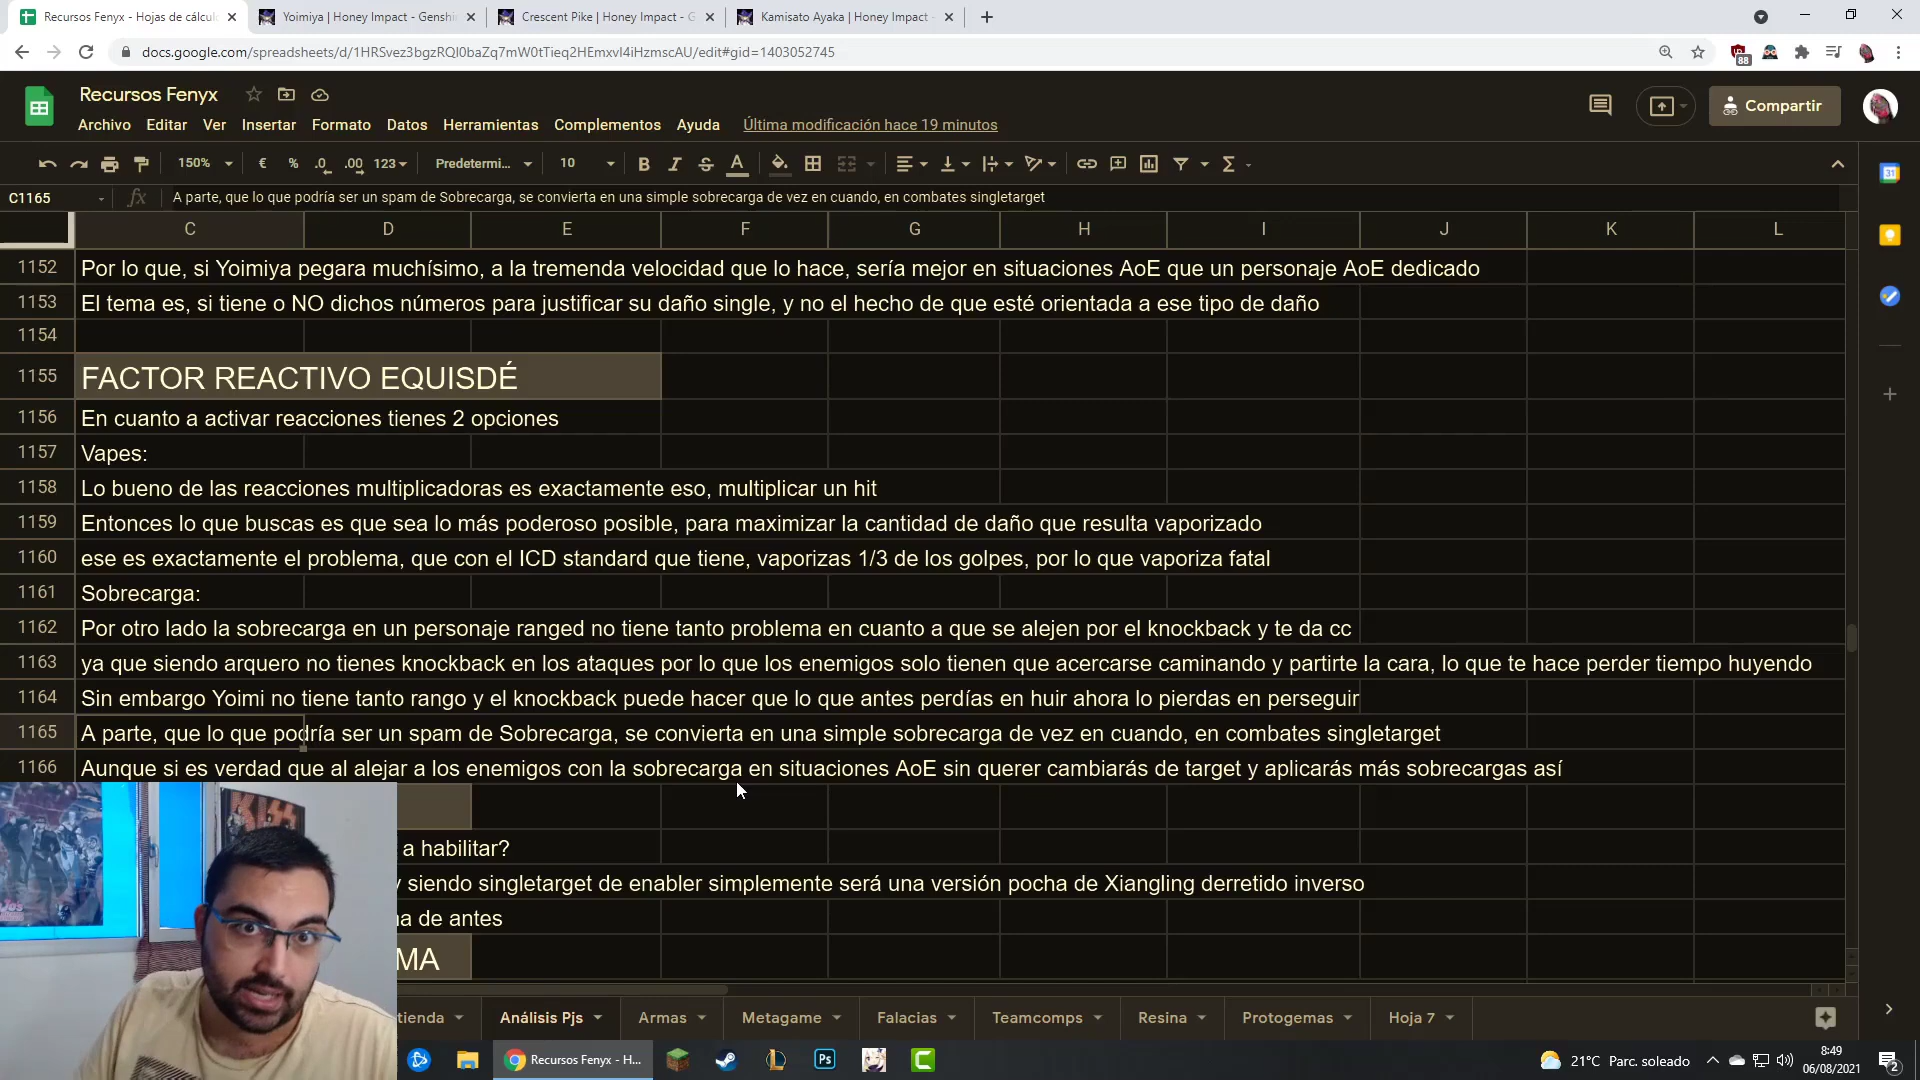 Recursos Fenyx - Hojas de cálcul
Yoimiya | Honey Impact - Genshi
Crescent Pike | Honey Impact - G
Kamisato Ayaka | Honey Impact -
docs.google.com/spreadsheets/d/1HRSvez3bgzRQI0baZq7mW0tTieq2HEmxvI4iHzmscAU/edit#gid=1403052745
88
Recursos Fenyx
Compartir
Archivo Editar Ver Insertar Formato Datos Herramientas Complementos Ayuda Última modificación hace 19 minutos
150% € % .0 .00 123 Predetermi... 10 B I S A Σ
31
C1165 fx A parte, que lo que podría ser un spam de Sobrecarga, se convierta en una simple sobrecarga de vez en cuando, en combates singletarget
C D E F G H I J K L
1152 Por lo que, si Yoimiya pegara muchísimo, a la tremenda velocidad que lo hace, sería mejor en situaciones AoE que un personaje AoE dedicado
1153 El tema es, si tiene o NO dichos números para justificar su daño single, y no el hecho de que esté orientada a ese tipo de daño
1154
1155 FACTOR REACTIVO EQUISDÉ
1156 En cuanto a activar reacciones tienes 2 opciones
1157 Vapes:
1158 Lo bueno de las reacciones multiplicadoras es exactamente eso, multiplicar un hit
1159 Entonces lo que buscas es que sea lo más poderoso posible, para maximizar la cantidad de daño que resulta vaporizado
1160 ese es exactamente el problema, que con el ICD standard que tiene, vaporizas 1/3 de los golpes, por lo que vaporiza fatal
1161 Sobrecarga:
1162 Por otro lado la sobrecarga en un personaje ranged no tiene tanto problema en cuanto a que se alejen por el knockback y te da cc
1163 ya que siendo arquero no tienes knockback en los ataques por lo que los enemigos solo tienen que acercarse caminando y partirte la cara, lo que te hace perder tiempo huyendo
1164 Sin embargo Yoimi no tiene tanto rango y el knockback puede hacer que lo que antes perdías en huir ahora lo pierdas en perseguir
1165 A parte, que lo que podría ser un spam de Sobrecarga, se convierta en una simple sobrecarga de vez en cuando, en combates singletarget
1166 Aunque si es verdad que al alejar a los enemigos con la sobrecarga en situaciones AoE sin querer cambiarás de target y aplicarás más sobrecargas así
a habilitar?
y siendo singletarget de enabler simplemente será una versión pocha de Xiangling derretido inverso
na de antes
MA
KISS
tienda Análisis Pjs Armas Metagame Falacias Teamcomps Resina Protogemas Hoja 7
Recursos Fenyx - H...
Ps
21°C Parc. soleado
8:49
06/08/2021
2